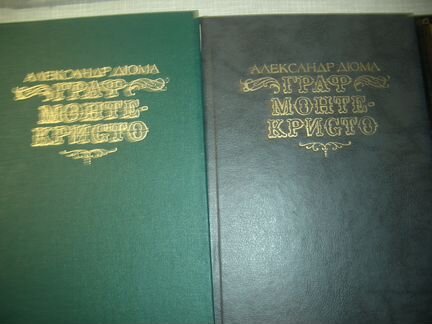 АЛЕКСАНДР ДЮМА
ГРАФ
МОНТЕ-
КРИСТО
АЛЕКСАНДР ДЮМА
ГРАФ
МОНТЕ-
КРИСТО